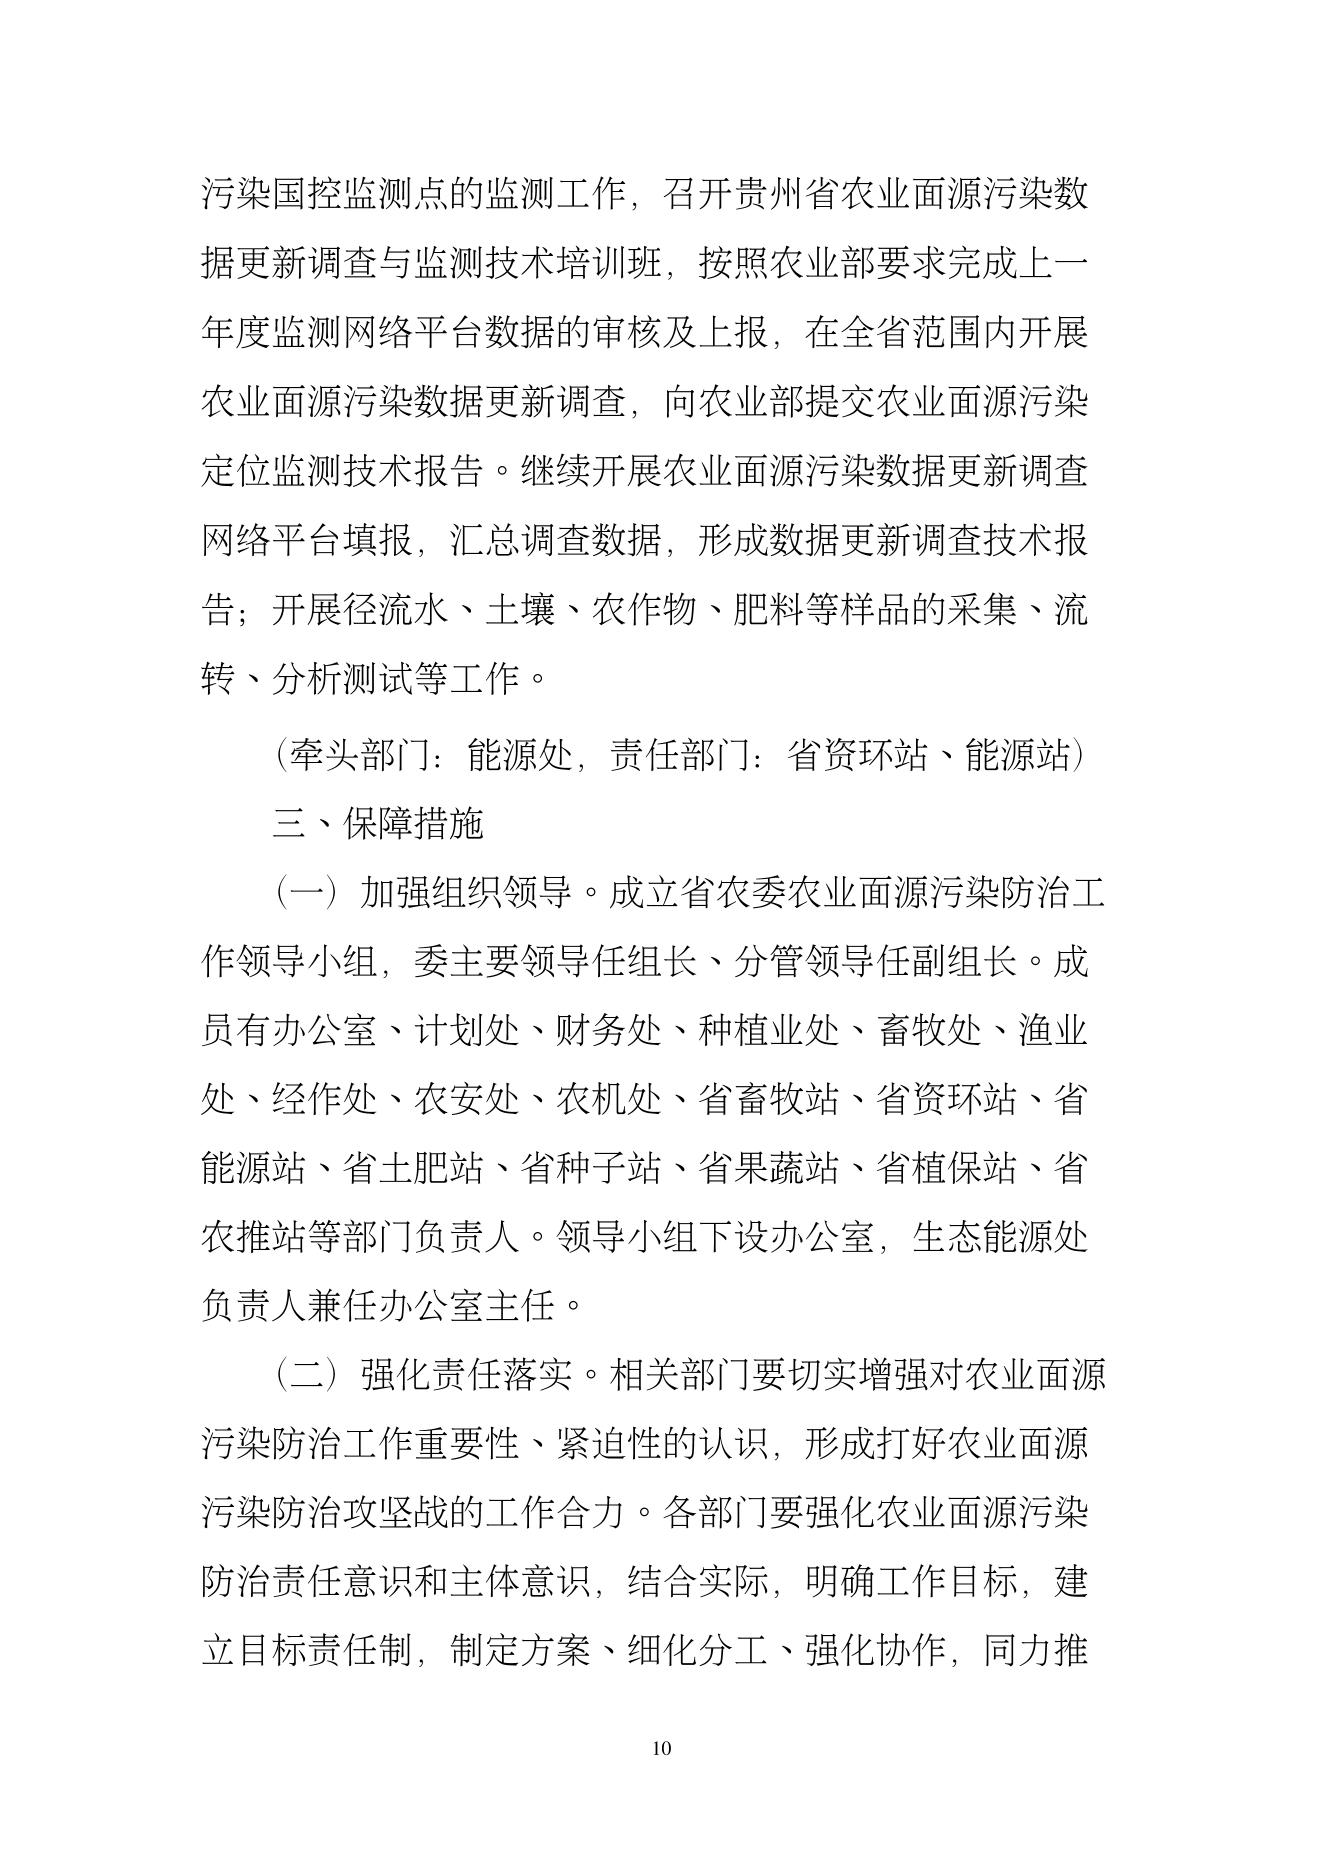 污染国控监测点的监测工作，召开贵州省农业面源污染数
据更新调查与监测技术培训班，按照农业部要求完成上一
年度监测网络平台数据的审核及上报，在全省范围内开展
农业面源污染数据更新调查，向农业部提交农业面源污染
定位监测技术报告。继续开展农业面源污染数据更新调查
网络平台填报，汇总调查数据，形成数据更新调查技术报
告；开展径流水、土壤、农作物、肥料等样品的采集、流
转、分析测试等工作。
（牵头部门：能源处，责任部门：省资环站、能源站）
三、保障措施
（一）加强组织领导。成立省农委农业面源污染防治工
作领导小组，委主要领导任组长、分管领导任副组长。成
员有办公室、计划处、财务处、种植业处、畜牧处、渔业
处、经作处、农安处、农机处、省畜牧站、省资环站、省
能源站、省土肥站、省种子站、省果蔬站、省植保站、省
农推站等部门负责人。领导小组下设办公室，生态能源处
负责人兼任办公室主任。
（二）强化责任落实。相关部门要切实增强对农业面源
污染防治工作重要性、紧迫性的认识，形成打好农业面源
污染防治攻坚战的工作合力。各部门要强化农业面源污染
防治责任意识和主体意识，结合实际，明确工作目标，建
立目标责任制，制定方案、细化分工、强化协作，同力推
10